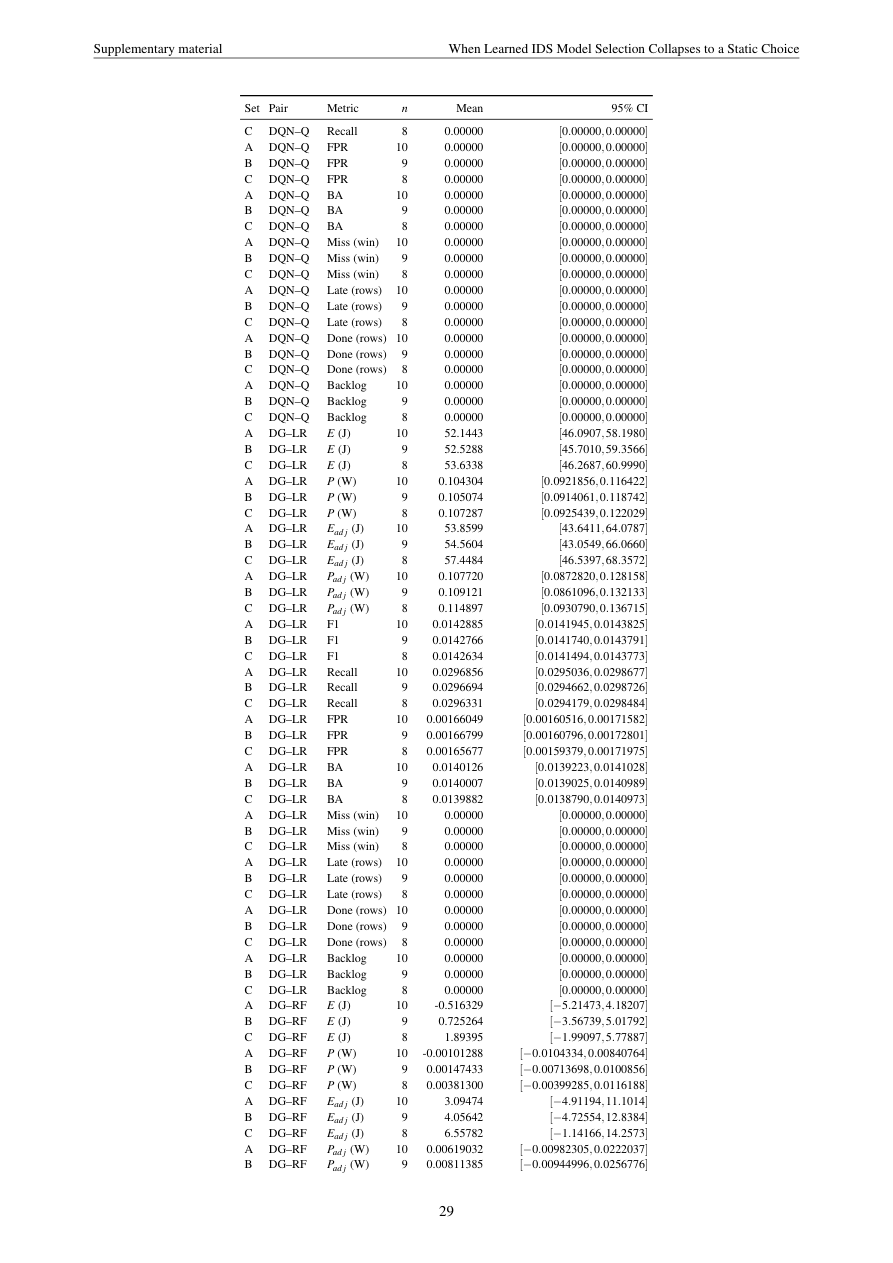 Supplementary material When Learned IDS Model Selection Collapses to a Static Choice
Set Pair Metric n Mean 95% CI
C DQN–Q Recall 8 0.00000 [0.00000,0.00000]
A DQN–Q FPR 10 0.00000 [0.00000,0.00000]
B DQN–Q FPR 9 0.00000 [0.00000,0.00000]
C DQN–Q FPR 8 0.00000 [0.00000,0.00000]
A DQN–Q BA 10 0.00000 [0.00000,0.00000]
B DQN–Q BA 9 0.00000 [0.00000,0.00000]
C DQN–Q BA 8 0.00000 [0.00000,0.00000]
A DQN–Q Miss (win) 10 0.00000 [0.00000,0.00000]
B DQN–Q Miss (win) 9 0.00000 [0.00000,0.00000]
C DQN–Q Miss (win) 8 0.00000 [0.00000,0.00000]
A DQN–Q Late (rows) 10 0.00000 [0.00000,0.00000]
B DQN–Q Late (rows) 9 0.00000 [0.00000,0.00000]
C DQN–Q Late (rows) 8 0.00000 [0.00000,0.00000]
A DQN–Q Done (rows) 10 0.00000 [0.00000,0.00000]
B DQN–Q Done (rows) 9 0.00000 [0.00000,0.00000]
C DQN–Q Done (rows) 8 0.00000 [0.00000,0.00000]
A DQN–Q Backlog 10 0.00000 [0.00000,0.00000]
B DQN–Q Backlog 9 0.00000 [0.00000,0.00000]
C DQN–Q Backlog 8 0.00000 [0.00000,0.00000]
A DG–LR E (J) 10 52.1443 [46.0907,58.1980]
B DG–LR E (J) 9 52.5288 [45.7010,59.3566]
C DG–LR E (J) 8 53.6338 [46.2687,60.9990]
A DG–LR P (W) 10 0.104304 [0.0921856,0.116422]
B DG–LR P (W) 9 0.105074 [0.0914061,0.118742]
C DG–LR P (W) 8 0.107287 [0.0925439,0.122029]
A DG–LR Eadj (J) 10 53.8599 [43.6411,64.0787]
B DG–LR Eadj (J) 9 54.5604 [43.0549,66.0660]
C DG–LR Eadj (J) 8 57.4484 [46.5397,68.3572]
A DG–LR Padj (W) 10 0.107720 [0.0872820,0.128158]
B DG–LR Padj (W) 9 0.109121 [0.0861096,0.132133]
C DG–LR Padj (W) 8 0.114897 [0.0930790,0.136715]
A DG–LR F1 10 0.0142885 [0.0141945,0.0143825]
B DG–LR F1 9 0.0142766 [0.0141740,0.0143791]
C DG–LR F1 8 0.0142634 [0.0141494,0.0143773]
A DG–LR Recall 10 0.0296856 [0.0295036,0.0298677]
B DG–LR Recall 9 0.0296694 [0.0294662,0.0298726]
C DG–LR Recall 8 0.0296331 [0.0294179,0.0298484]
A DG–LR FPR 10 0.00166049 [0.00160516,0.00171582]
B DG–LR FPR 9 0.00166799 [0.00160796,0.00172801]
C DG–LR FPR 8 0.00165677 [0.00159379,0.00171975]
A DG–LR BA 10 0.0140126 [0.0139223,0.0141028]
B DG–LR BA 9 0.0140007 [0.0139025,0.0140989]
C DG–LR BA 8 0.0139882 [0.0138790,0.0140973]
A DG–LR Miss (win) 10 0.00000 [0.00000,0.00000]
B DG–LR Miss (win) 9 0.00000 [0.00000,0.00000]
C DG–LR Miss (win) 8 0.00000 [0.00000,0.00000]
A DG–LR Late (rows) 10 0.00000 [0.00000,0.00000]
B DG–LR Late (rows) 9 0.00000 [0.00000,0.00000]
C DG–LR Late (rows) 8 0.00000 [0.00000,0.00000]
A DG–LR Done (rows) 10 0.00000 [0.00000,0.00000]
B DG–LR Done (rows) 9 0.00000 [0.00000,0.00000]
C DG–LR Done (rows) 8 0.00000 [0.00000,0.00000]
A DG–LR Backlog 10 0.00000 [0.00000,0.00000]
B DG–LR Backlog 9 0.00000 [0.00000,0.00000]
C DG–LR Backlog 8 0.00000 [0.00000,0.00000]
A DG–RF E (J) 10 -0.516329 [−5.21473,4.18207]
B DG–RF E (J) 9 0.725264 [−3.56739,5.01792]
C DG–RF E (J) 8 1.89395 [−1.99097,5.77887]
A DG–RF P (W) 10 -0.00101288 [−0.0104334,0.00840764]
B DG–RF P (W) 9 0.00147433 [−0.00713698,0.0100856]
C DG–RF P (W) 8 0.00381300 [−0.00399285,0.0116188]
A DG–RF Eadj (J) 10 3.09474 [−4.91194,11.1014]
B DG–RF Eadj (J) 9 4.05642 [−4.72554,12.8384]
C DG–RF Eadj (J) 8 6.55782 [−1.14166,14.2573]
A DG–RF Padj (W) 10 0.00619032 [−0.00982305,0.0222037]
B DG–RF Padj (W) 9 0.00811385 [−0.00944996,0.0256776]
29